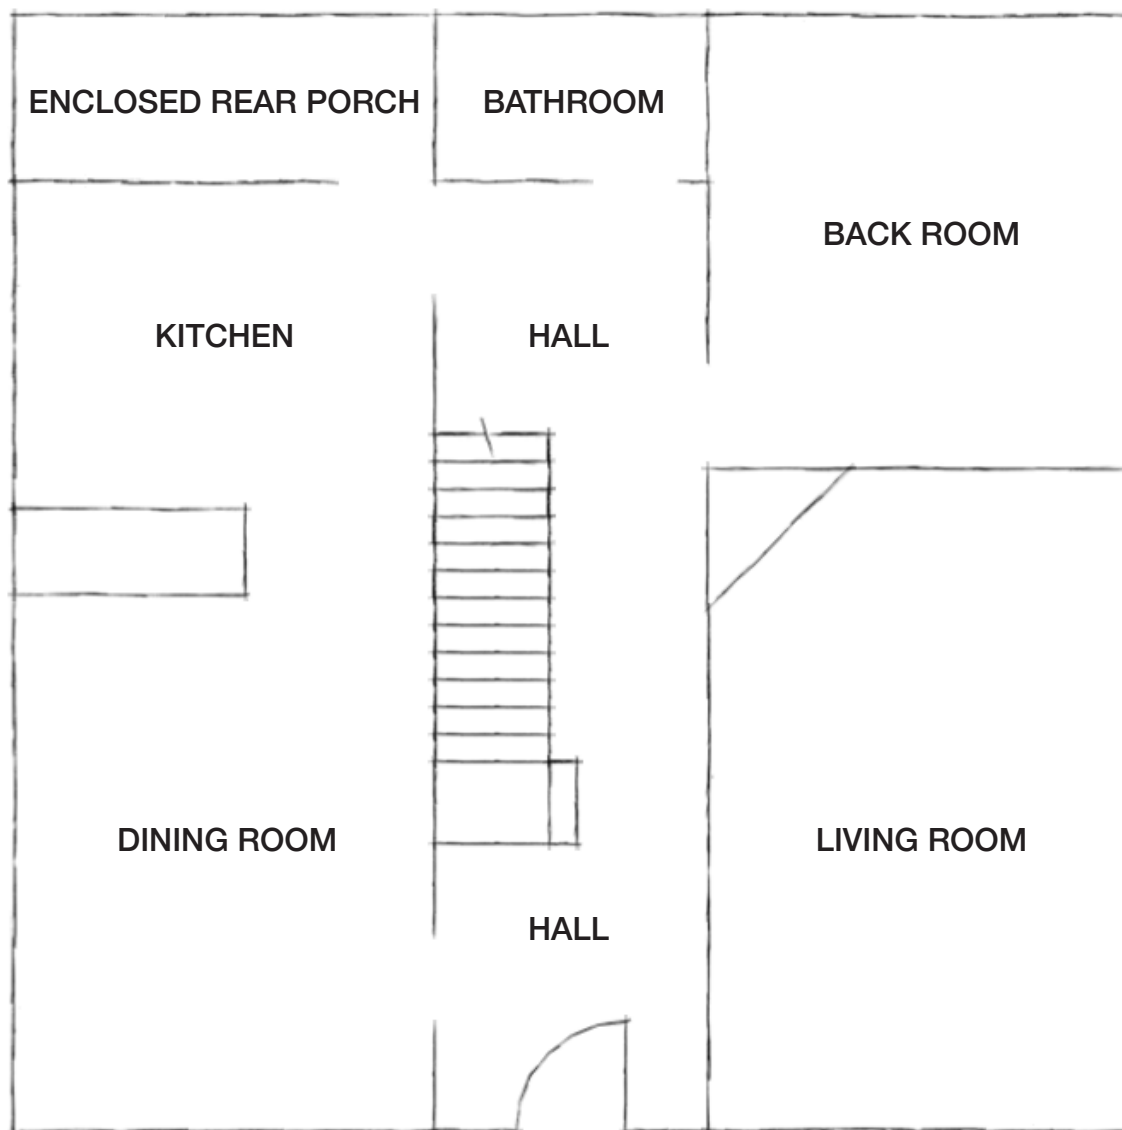 ENCLOSED REAR PORCH
BATHROOM
BACK ROOM
KITCHEN
HALL
DINING ROOM
LIVING ROOM
HALL